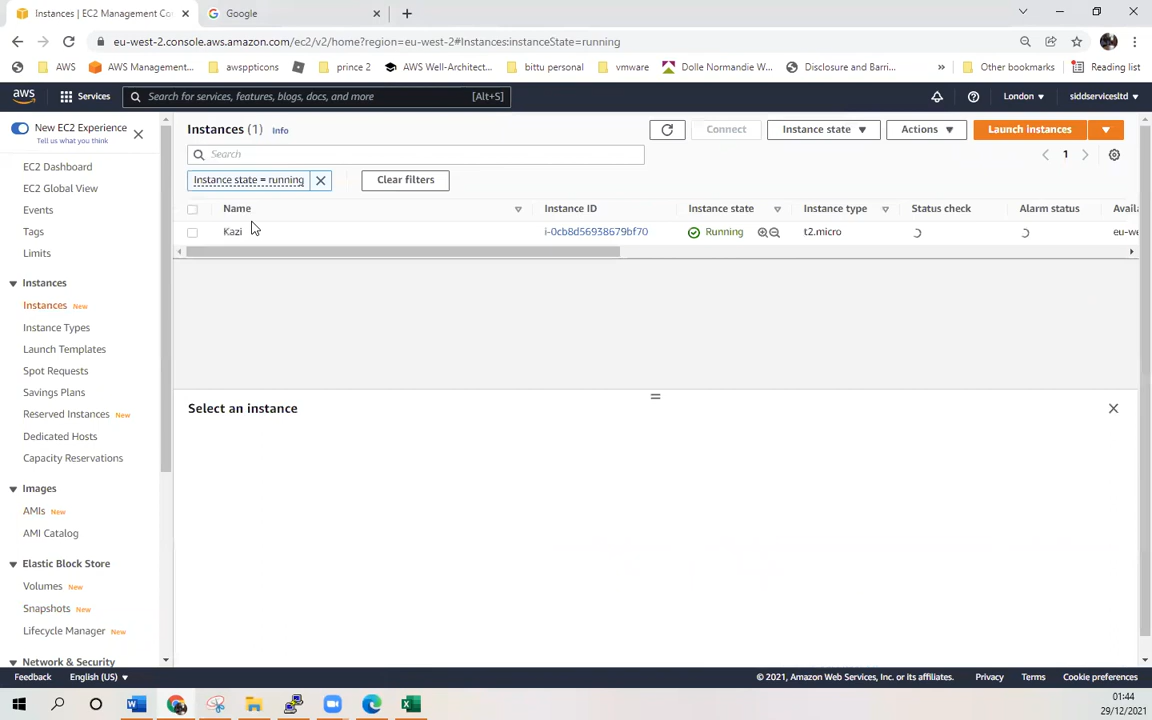 Instances | EC2 Management Co
Google
eu-west-2.console.aws.amazon.com/ec2/v2/home?region=eu-west-2#Instances:instanceState=running
AWS
AWS Management...
awsppticons
prince 2
AWS Well-Architect...
bittu personal
vmware
Dolle Normandie W...
Disclosure and Barri...
»
Other bookmarks
Reading list
aws
Services
Search for services, features, blogs, docs, and more
[Alt+S]
London
siddservicesltd
New EC2 Experience
Tell us what you think
EC2 Dashboard
EC2 Global View
Events
Tags
Limits
Instances
Instances New
Instance Types
Launch Templates
Spot Requests
Savings Plans
Reserved Instances New
Dedicated Hosts
Capacity Reservations
Images
AMIs New
AMI Catalog
Elastic Block Store
Volumes New
Snapshots New
Lifecycle Manager New
Network & Security
Instances (1) Info
Connect
Instance state
Actions
Launch instances
Search
1
Instance state = running
Clear filters
Name
Instance ID
Instance state
Instance type
Status check
Alarm status
Availa
Kazi
i-0cb8d56938679bf70
Running
t2.micro
eu-we
Select an instance
Feedback
English (US)
© 2021, Amazon Web Services, Inc. or its affiliates.
Privacy
Terms
Cookie preferences
01:44
29/12/2021